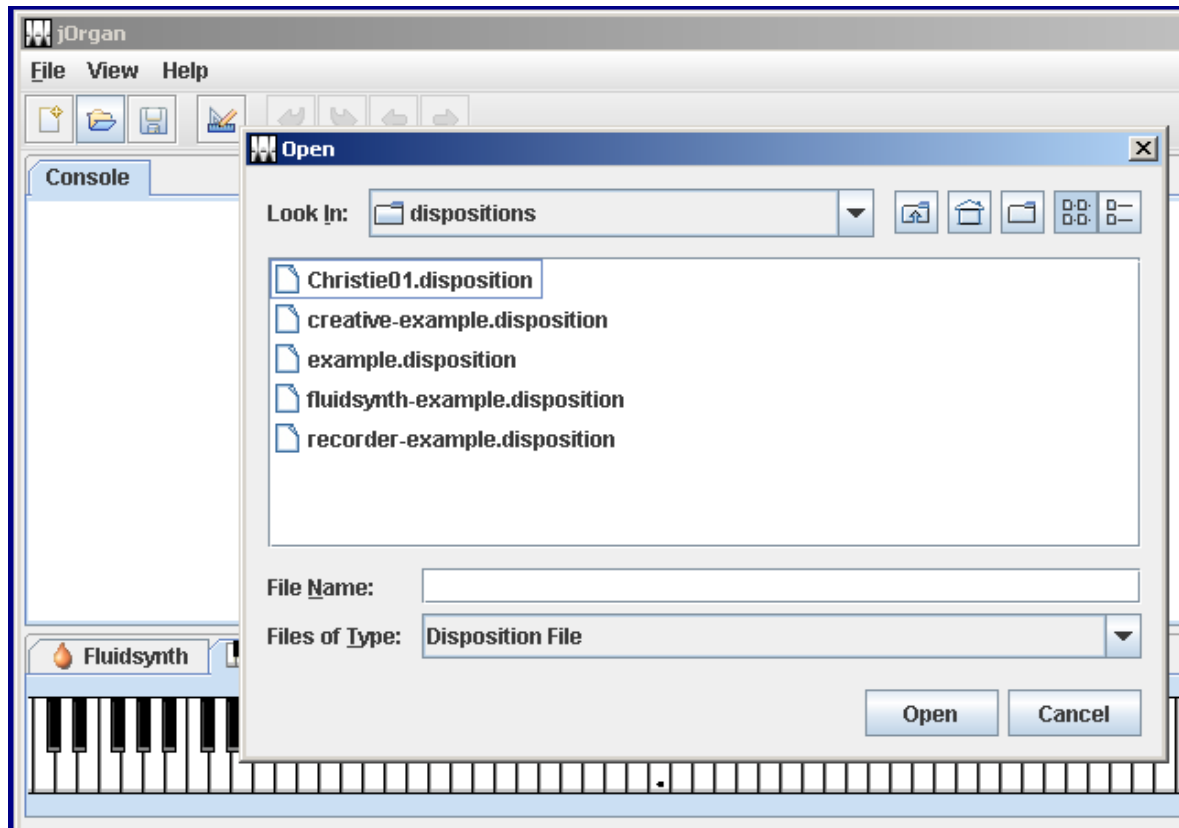 jOrgan
File View Help
Open
Console
Look In: dispositions
Christie01.disposition
creative-example.disposition
example.disposition
fluidsynth-example.disposition
recorder-example.disposition
File Name:
Files of Type: Disposition File
Fluidsynth
Open Cancel